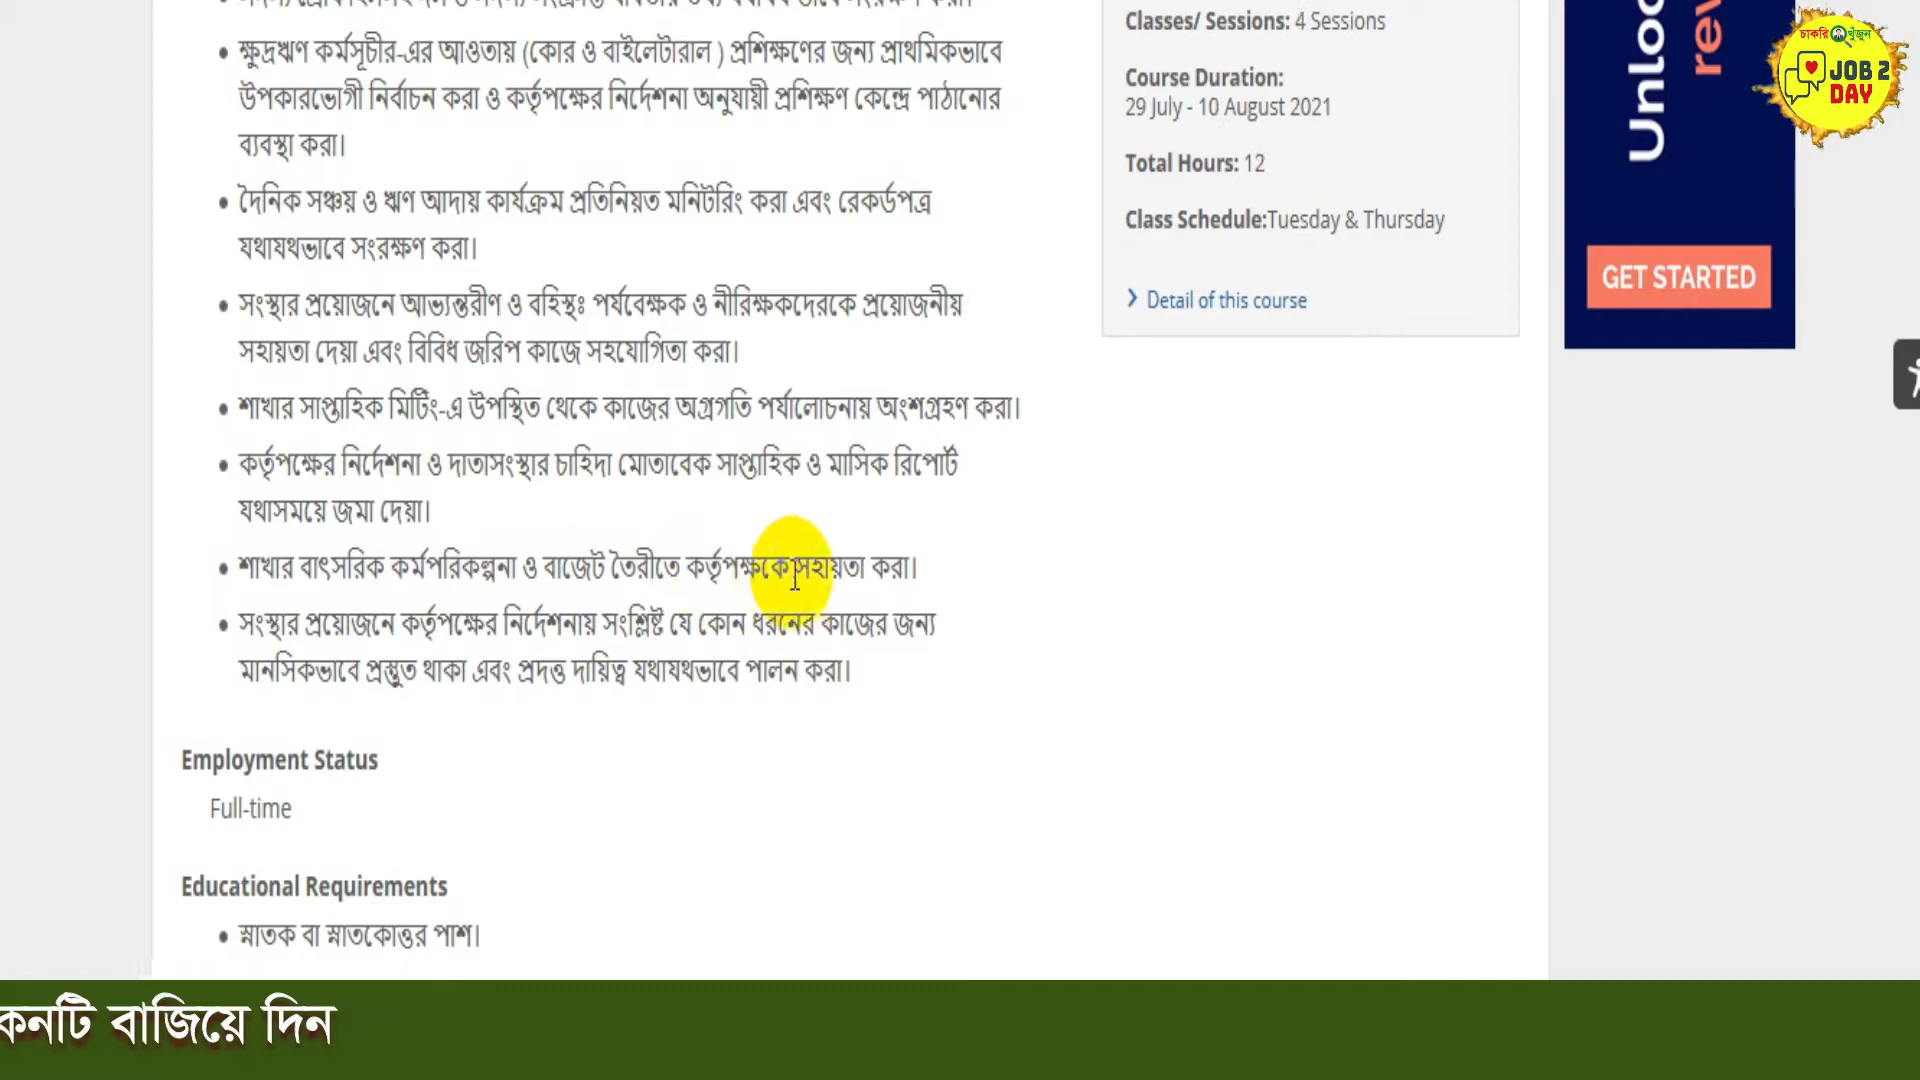 ক্ষুদ্রঋণ কর্মসূচীর-এর আওতায় (কোর ও বাইলেটারাল ) প্রশিক্ষণের জন্য প্রাথমিকভাবে
উপকারভোগী নির্বাচন করা ও কর্তৃপক্ষের নির্দেশনা অনুযায়ী প্রশিক্ষণ কেন্দ্রে পাঠানোর
ব্যবস্থা করা।
দৈনিক সঞ্চয় ও ঋণ আদায় কার্যক্রম প্রতিনিয়ত মনিটরিং করা এবং রেকর্ডপত্র
যথাযথভাবে সংরক্ষণ করা।
সংস্থার প্রয়োজনে আভ্যন্তরীণ ও বহিস্থঃ পর্যবেক্ষক ও নীরিক্ষকদেরকে প্রয়োজনীয়
সহায়তা দেয়া এবং বিবিধ জরিপ কাজে সহযোগিতা করা।
শাখার সাপ্তাহিক মিটিং-এ উপস্থিত থেকে কাজের অগ্রগতি পর্যালোচনায় অংশগ্রহণ করা।
কর্তৃপক্ষের নির্দেশনা ও দাতাসংস্থার চাহিদা মোতাবেক সাপ্তাহিক ও মাসিক রিপোর্ট
যথাসময়ে জমা দেয়া।
শাখার বাৎসরিক কর্মপরিকল্পনা ও বাজেট তৈরীতে কর্তৃপক্ষকে সহায়তা করা।
সংস্থার প্রয়োজনে কর্তৃপক্ষের নির্দেশনায় সংশ্লিষ্ট যে কোন ধরনের কাজের জন্য
মানসিকভাবে প্রস্তুত থাকা এবং প্রদত্ত দায়িত্ব যথাযথভাবে পালন করা।
Employment Status
Full-time
Educational Requirements
স্নাতক বা স্নাতকোত্তর পাশ।
Classes/ Sessions: 4 Sessions
Course Duration:
29 July - 10 August 2021
Total Hours: 12
Class Schedule:Tuesday & Thursday
Detail of this course
GET STARTED
চাকরি খুঁজুন
JOB 2
DAY
কনটি বাজিয়ে দিন